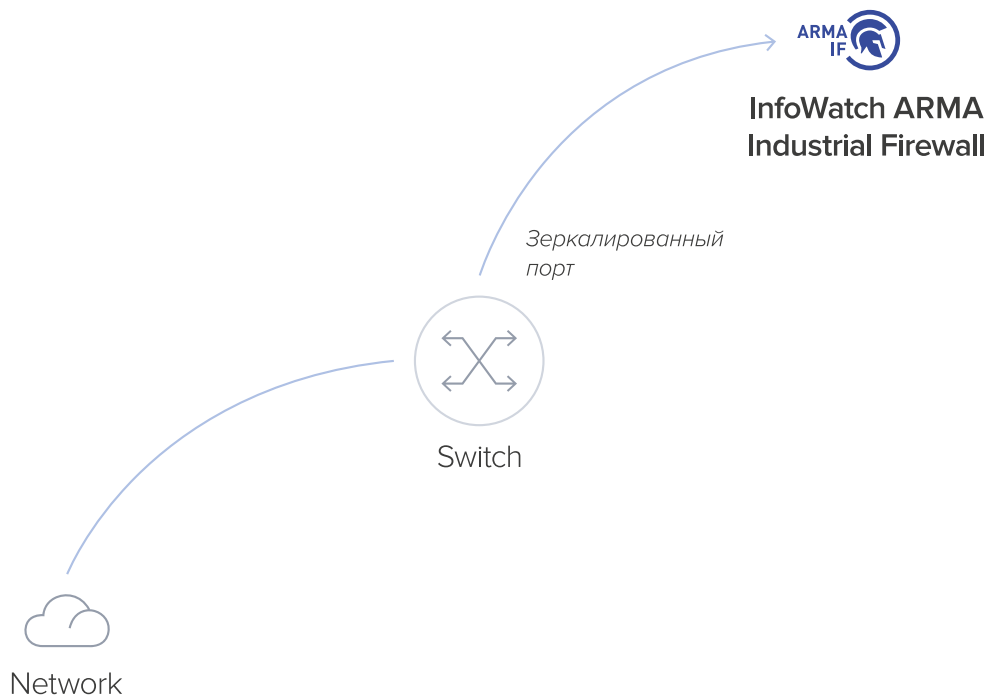 ARMA
IF
InfoWatch ARMA
Industrial Firewall
Зеркалированный
порт
Switch
Network